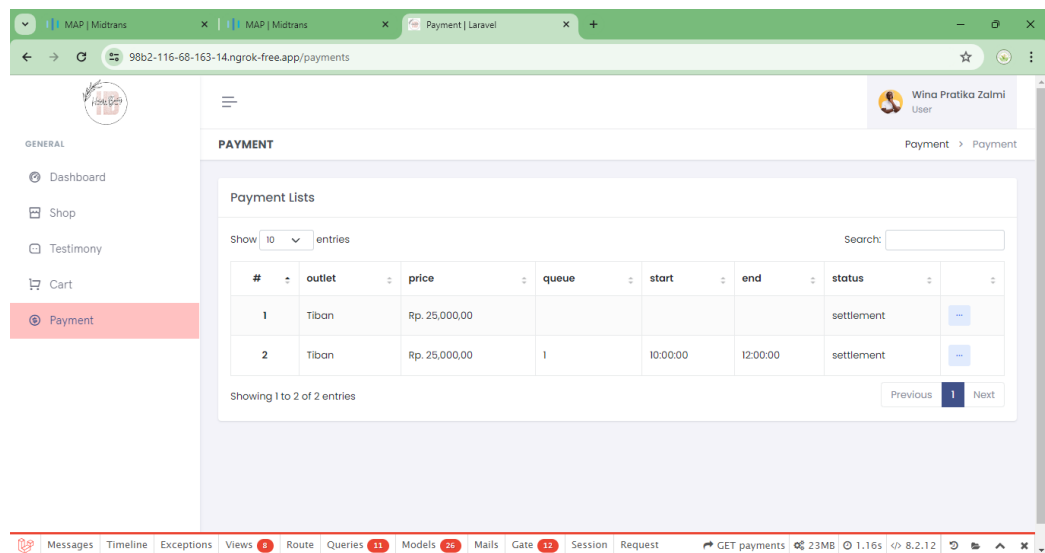 MAP | Midtrans
MAP | Midtrans
Payment | Laravel
98b2-116-68-163-14.ngrok-free.app/payments
Wina Pratika Zalmi
User
GENERAL
Dashboard
Shop
Testimony
Cart
Payment
PAYMENT
Payment > Payment
Payment Lists
Show 10 entries
Search:
# outlet price queue start end status
1 Tiban Rp. 25,000,00 settlement ...
2 Tiban Rp. 25,000,00 1 10:00:00 12:00:00 settlement ...
Showing 1 to 2 of 2 entries
Previous 1 Next
Messages Timeline Exceptions Views 8 Route Queries 11 Models 26 Mails Gate 12 Session Request GET payments 23MB 1.16s </> 8.2.12